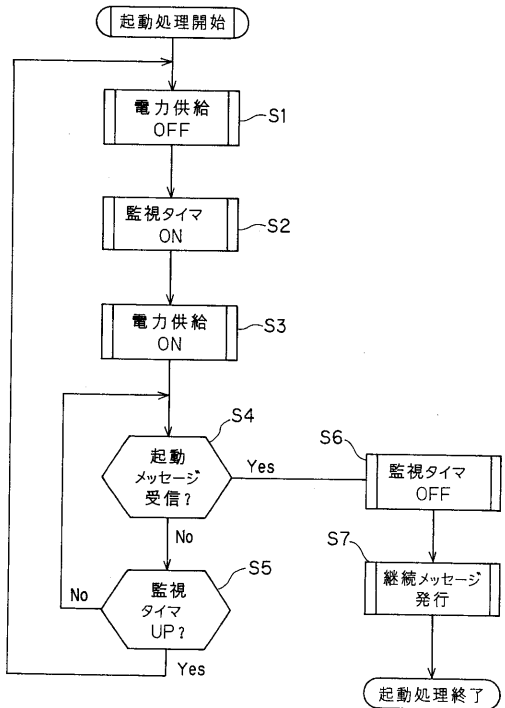 起動処理開始
電力供給
OFF
S1
監視タイマ
ON
S2
電力供給
ON
S3
S4
起動
メッセージ
受信?
Yes
No
S5
監視
タイマ
UP?
No
Yes
S6
監視タイマ
OFF
S7
継続メッセージ
発行
起動処理終了